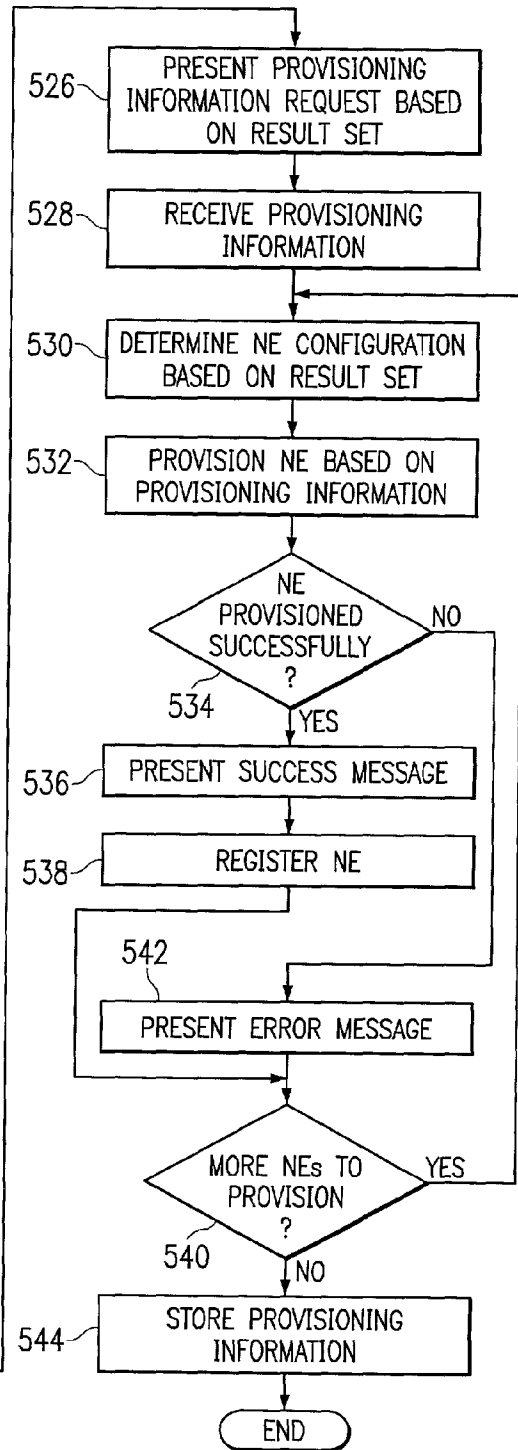 526
PRESENT PROVISIONING
INFORMATION REQUEST BASED
ON RESULT SET
528
RECEIVE PROVISIONING
INFORMATION
530
DETERMINE NE CONFIGURATION
BASED ON RESULT SET
532
PROVISION NE BASED ON
PROVISIONING INFORMATION
NE
PROVISIONED
SUCCESSFULLY
?
NO
534
YES
536
PRESENT SUCCESS MESSAGE
538
REGISTER NE
542
PRESENT ERROR MESSAGE
MORE NEs TO
PROVISION
?
YES
540
NO
544
STORE PROVISIONING
INFORMATION
END